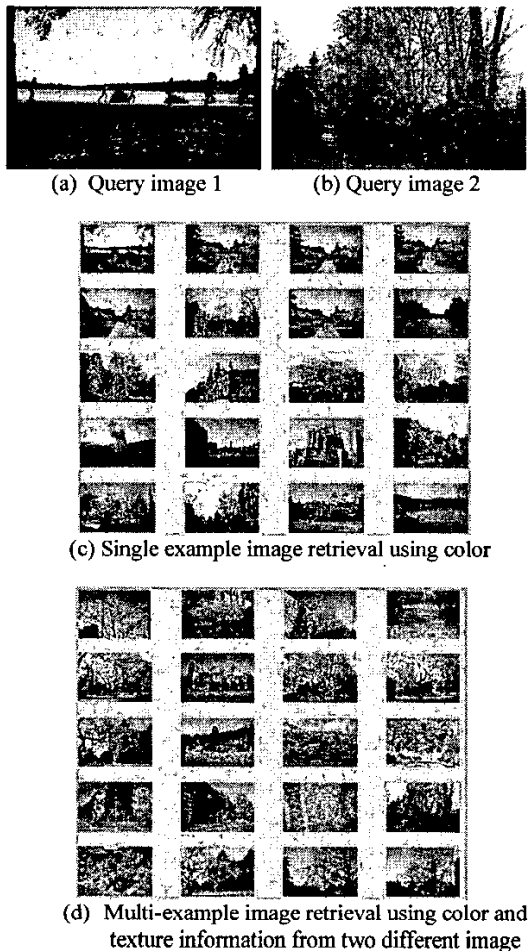 (a) Query image 1
(b) Query image 2
(c) Single example image retrieval using color
(d) Multi-example image retrieval using color and
texture information from two different image